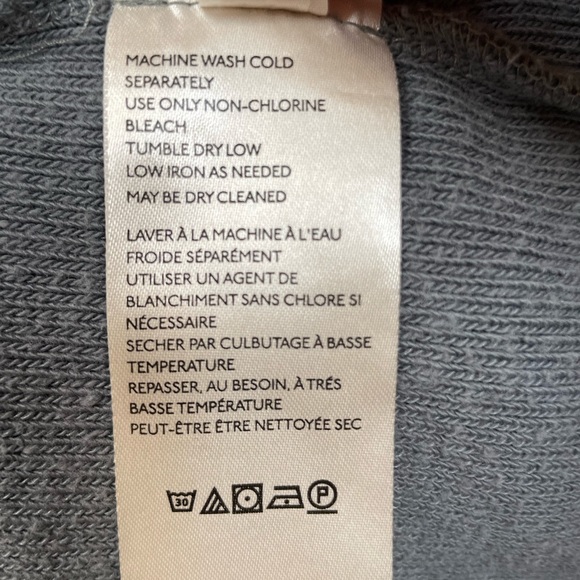 MACHINE WASH COLD
SEPARATELY
USE ONLY NON-CHLORINE
BLEACH
TUMBLE DRY LOW
LOW IRON AS NEEDED
MAY BE DRY CLEANED
LAVER À LA MACHINE À L'EAU
FROIDE SÉPARÉMENT
UTILISER UN AGENT DE
BLANCHIMENT SANS CHLORE SI
NÉCESSAIRE
SECHER PAR CULBUTAGE À BASSE
TEMPERATURE
REPASSER, AU BESOIN, À TRÉS
BASSE TEMPÉRATURE
PEUT-ÊTRE ÊTRE NETTOYÉE SEC
30 P